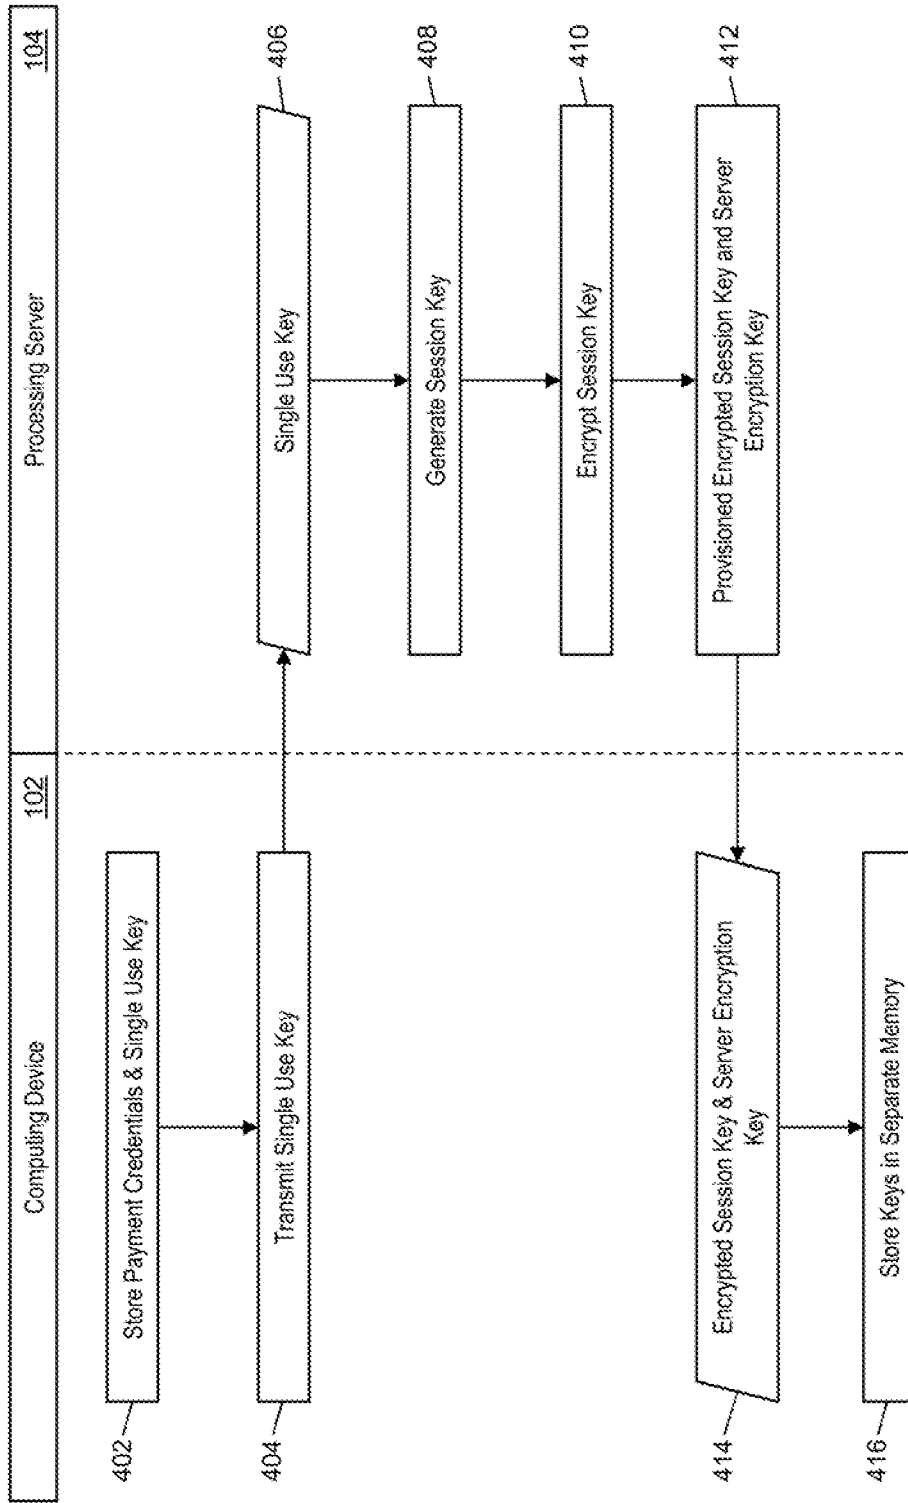 Computing Device 102
Processing Server 104
402
Store Payment Credentials & Single Use Key
404
Transmit Single Use Key
Single Use Key
406
Generate Session Key
408
Encrypt Session Key
410
Provisioned Encrypted Session Key and Server
Encryption Key
412
414
Encrypted Session Key & Server Encryption
Key
416
Store Keys in Separate Memory